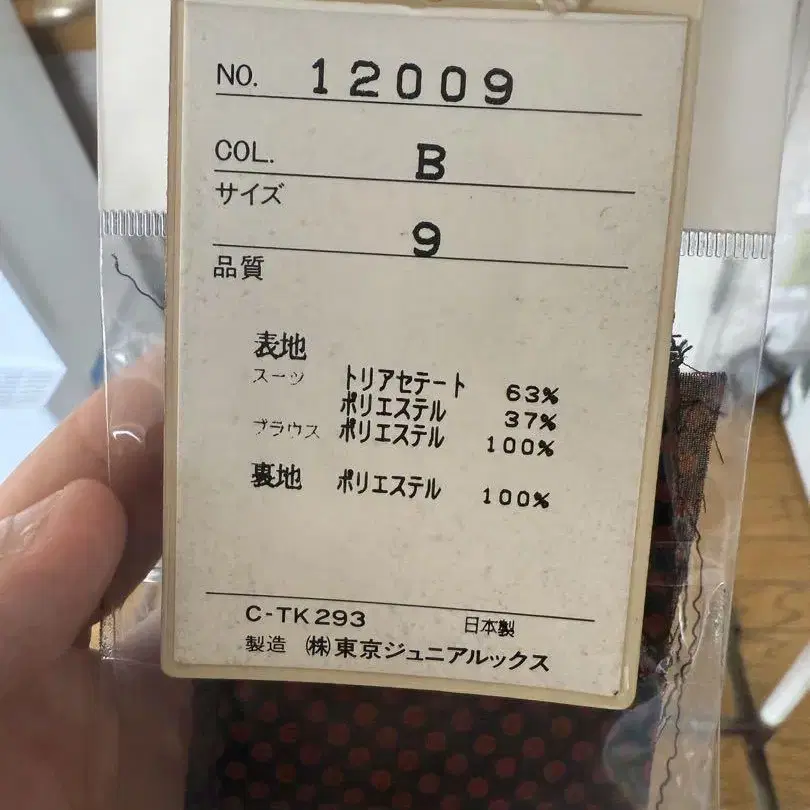 NO. 12009
COL. B
サイズ
9
品質
表地
スーツ トリアセテート 63%
ポリエステル 37%
ブラウス ポリエステル 100%
裏地 ポリエステル 100%
C-TK293 日本製
製造 (株)東京ジュニアルックス